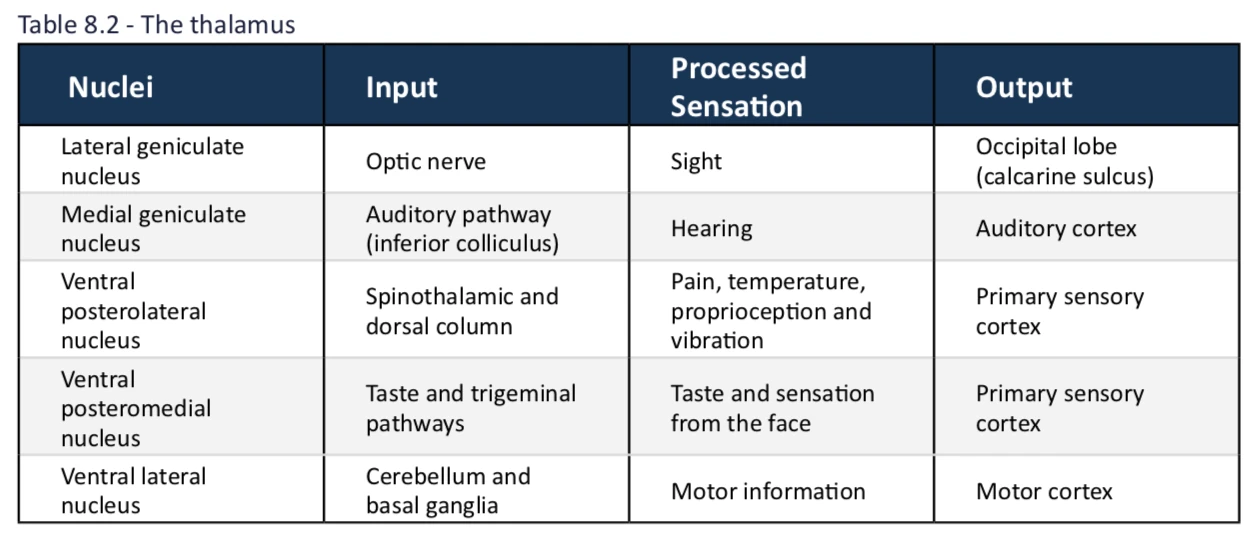 Table 8.2 - The thalamus
Nuclei
Input
Processed
Sensation
Output
Lateral geniculate
nucleus
Optic nerve
Sight
Occipital lobe
(calcarine sulcus)
Medial geniculate
nucleus
Auditory pathway
(inferior colliculus)
Hearing
Auditory cortex
Ventral
posterolateral
nucleus
Spinothalamic and
dorsal column
Pain, temperature,
proprioception and
vibration
Primary sensory
cortex
Ventral
posteromedial
nucleus
Taste and trigeminal
pathways
Taste and sensation
from the face
Primary sensory
cortex
Ventral lateral
nucleus
Cerebellum and
basal ganglia
Motor information
Motor cortex